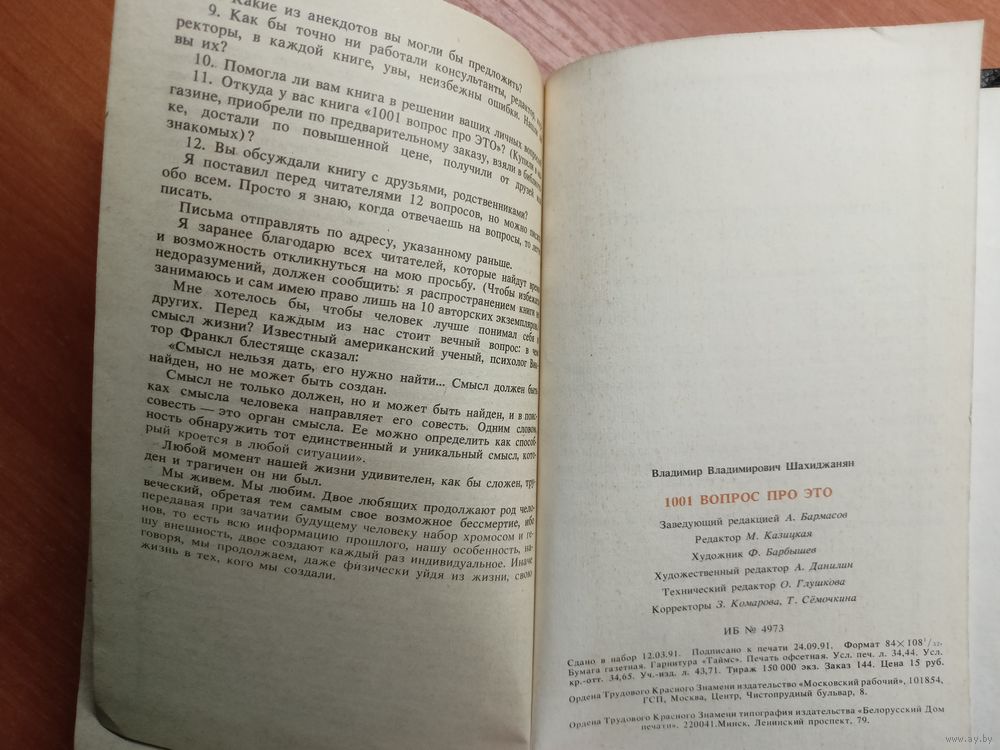 Какие из анекдотов вы могли бы предложить?
9. Как бы точно ни работали консультанты, редактор,
ректоры, в каждой книге, увы, неизбежны ошибки. Нашли
вы их?
10. Помогла ли вам книга в решении ваших личных
11. Откуда у вас книга «1001 вопрос про ЭТО»? (Купили в
газине, приобрели по предварительному заказу, взяли в
ке, достали по повышенной цене, получили от друзей,
знакомых)?
12. Вы обсуждали книгу с друзьями, родственниками?
Я поставил перед читателями 12 вопросов, но можно
обо всем. Просто я знаю, когда отвечаешь на вопросы, то
писать.
Письма отправлять по адресу, указанному раньше.
Я заранее благодарю всех читателей, которые найдут
и возможность откликнуться на мою просьбу. (Чтобы
недоразумений, должен сообщить: я распространением книги
занимаюсь и сам имею право лишь на 10 авторских экземпляров.
Мне хотелось бы, чтобы человек лучше понимал себя
других. Перед каждым из нас стоит вечный вопрос: в чем
смысл жизни? Известный американский ученый, психолог
тор Франкл блестяще сказал:
«Смысл нельзя дать, его нужно найти... Смысл должен быть
найден, но не может быть создан.
Смысл не только должен, но и может быть найден, и в поис-
ках смысла человека направляет его совесть. Одним словом,
совесть — это орган смысла. Ее можно определить как способ-
ность обнаружить тот единственный и уникальный смысл, кото-
рый кроется в любой ситуации».
Любой момент нашей жизни удивителен, как бы сложен, тру-
ден и трагичен он ни был.
Мы живем. Мы любим. Двое любящих продолжают род чело-
веческий, обретая тем самым свое возможное бессмертие, ибо
передавая при зачатии будущему человеку набор хромосом и ге-
нов, то есть всю информацию прошлого, нашу особенность, на-
шу внешность, двое создают каждый раз индивидуальное. Иначе
говоря, мы продолжаем, даже физически уйдя из жизни, свою
жизнь в тех, кого мы создали.
Владимир Владимирович Шахиджанян
1001 ВОПРОС ПРО ЭТО
Заведующий редакцией А. Бармасов
Редактор М. Казицкая
Художник Ф. Барбышев
Художественный редактор А. Данилин
Технический редактор О. Глушкова
Корректоры З. Комарова, Т. Сёмочкина
ИБ № 4973
Сдано в набор 12.03.91. Подписано к печати 24.09.91. Формат 84×108¹/₃₂.
Бумага газетная. Гарнитура «Таймс». Печать офсетная. Усл. печ. л. 34,44. Усл.
кр.-отт. 34,65. Уч.-изд. л. 43,71. Тираж 150 000 экз. Заказ 144. Цена 15 руб.
Ордена Трудового Красного Знамени издательство «Московский рабочий», 101854,
ГСП, Москва, Центр, Чистопрудный бульвар, 8.
Ордена Трудового Красного Знамени типография издательства «Белорусский Дом
печати». 220041.Минск, Ленинский проспект, 79.
www.ay.by